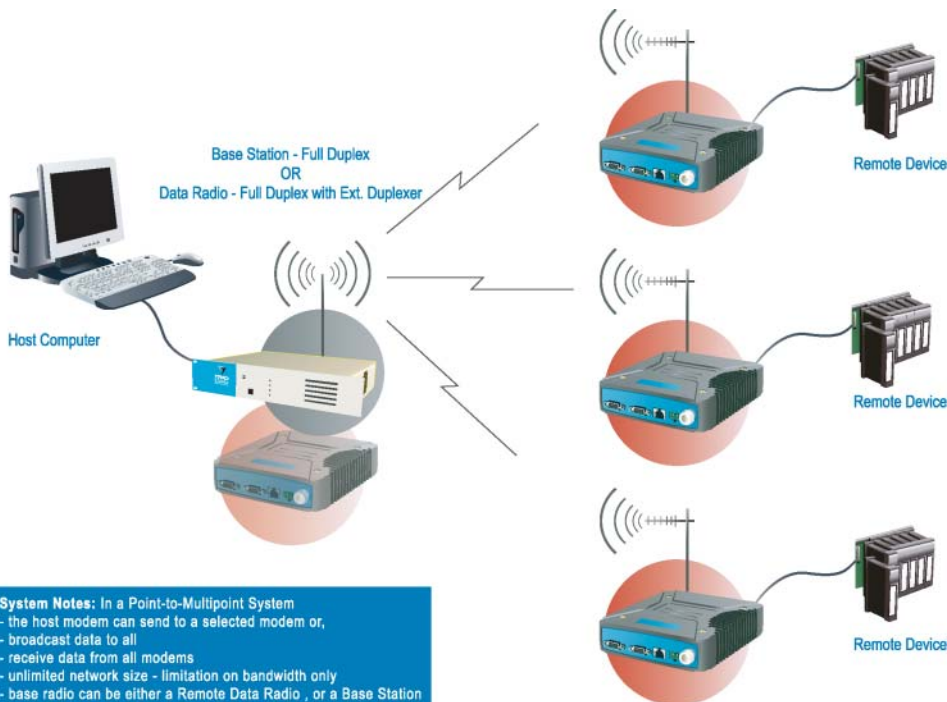 Base Station - Full Duplex
OR
Data Radio - Full Duplex with Ext. Duplexer
Host Computer
Remote Device
Remote Device
Remote Device
System Notes: In a Point-to-Multipoint System
- the host modem can send to a selected modem or,
- broadcast data to all
- receive data from all modems
- unlimited network size - limitation on bandwidth only
- base radio can be either a Remote Data Radio , or a Base Station